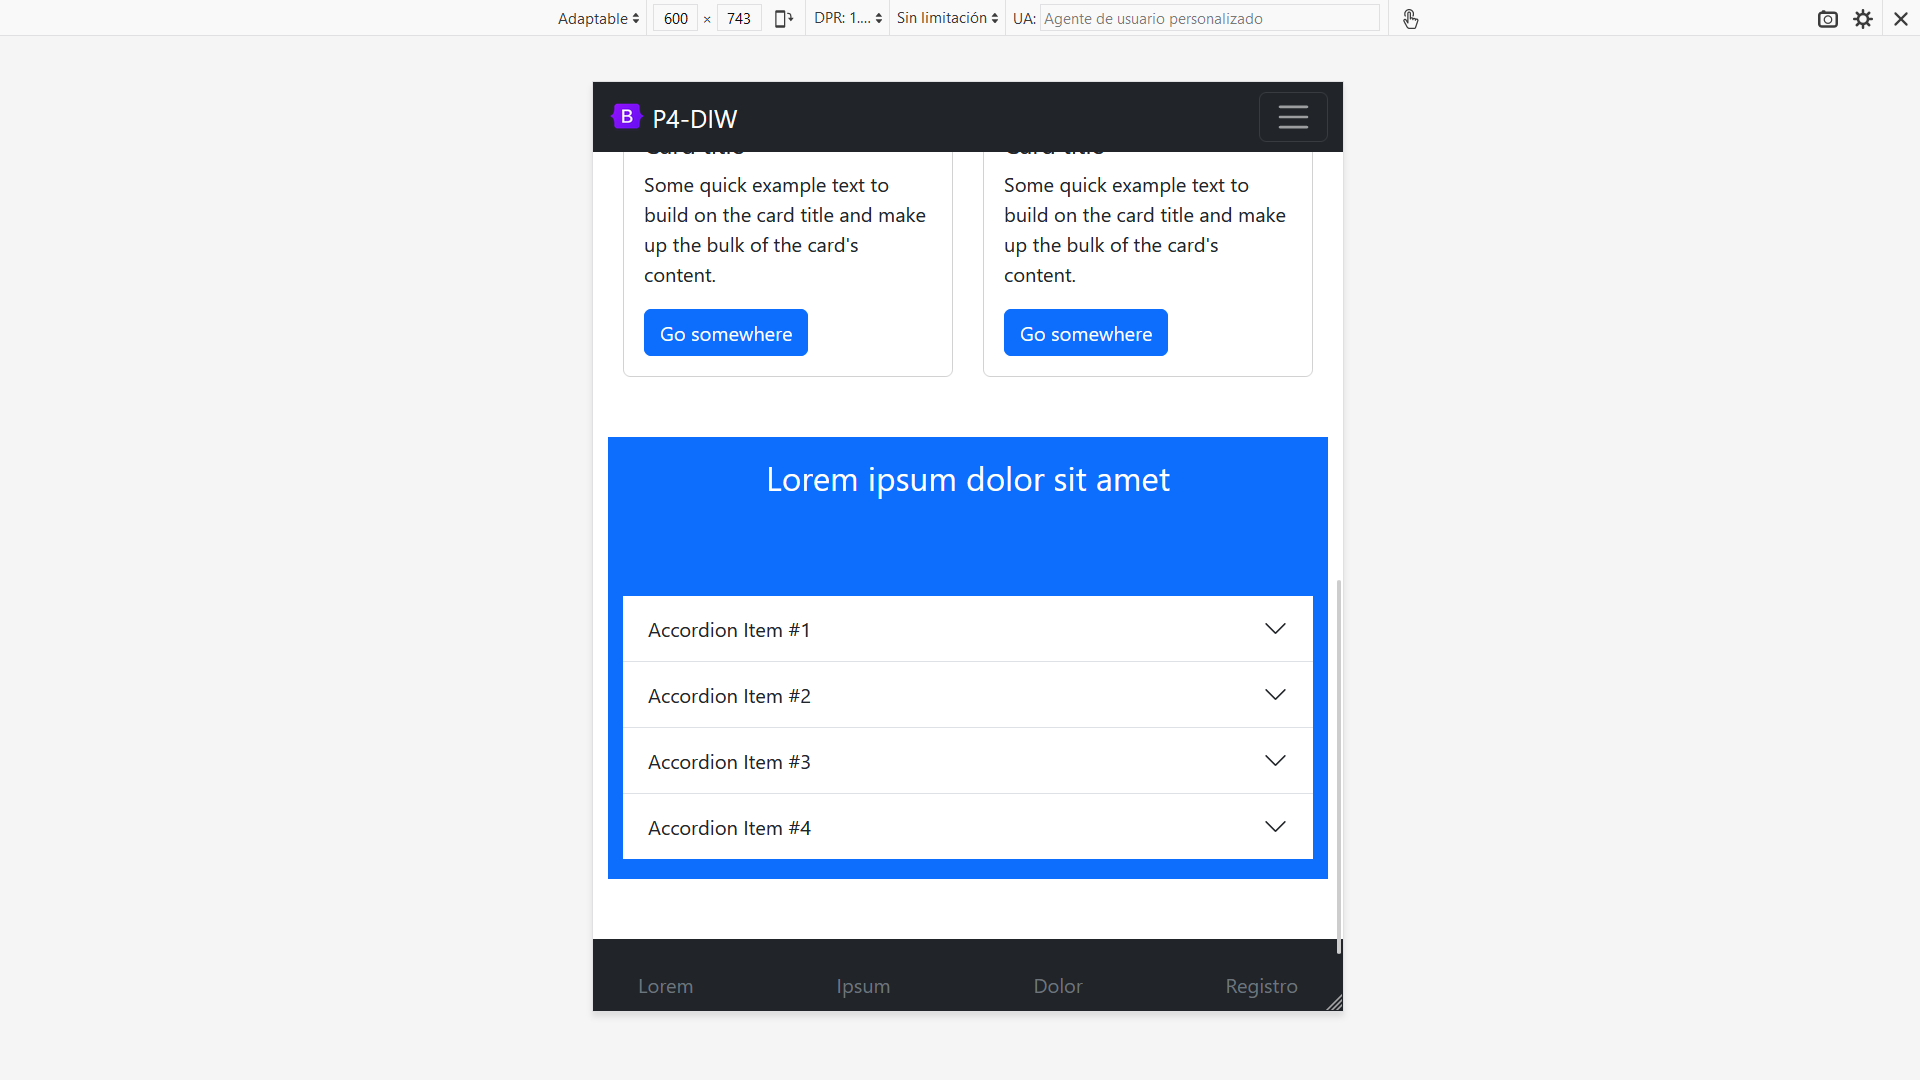 Adaptable 600 × 743 DPR: 1.... Sin limitación UA: Agente de usuario personalizado
B P4-DIW
Card title Card title
Some quick example text to
build on the card title and make
up the bulk of the card's
content.
Go somewhere
Some quick example text to
build on the card title and make
up the bulk of the card's
content.
Go somewhere
Lorem ipsum dolor sit amet
Accordion Item #1
Accordion Item #2
Accordion Item #3
Accordion Item #4
Lorem Ipsum Dolor Registro